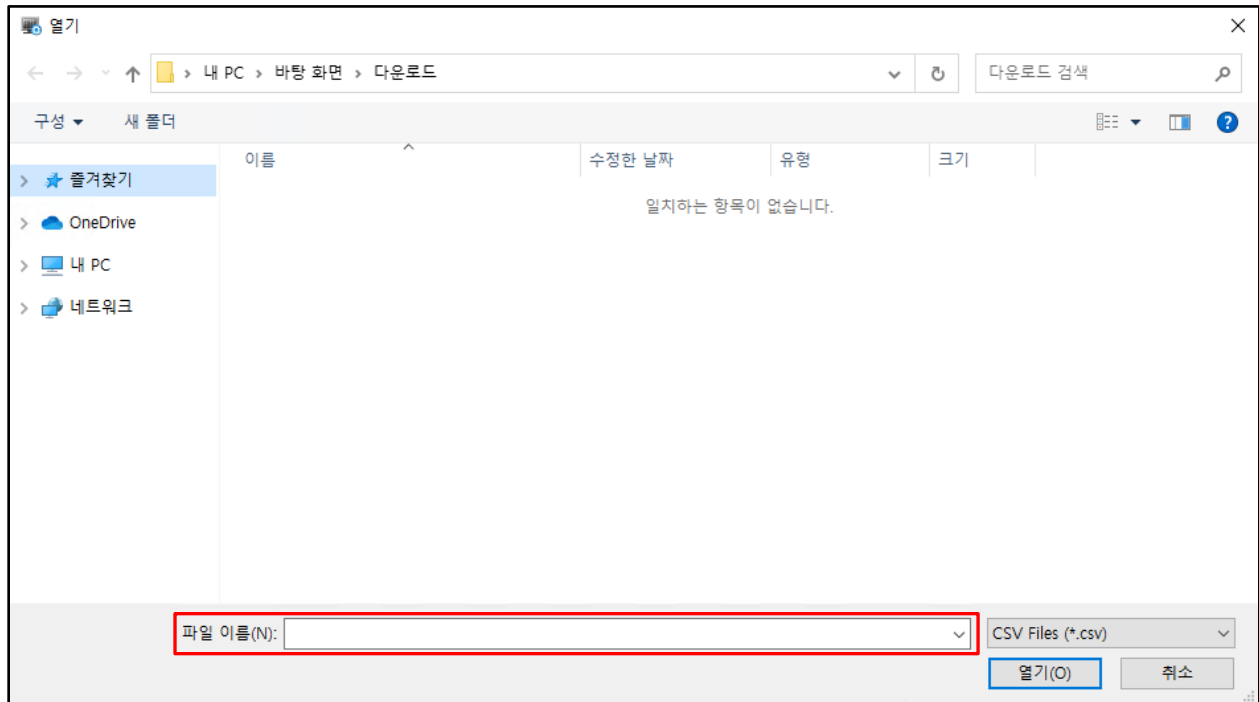 열기
내 PC > 바탕 화면 > 다운로드
다운로드 검색
구성 새 폴더
이름 수정한 날짜 유형 크기
일치하는 항목이 없습니다.
즐겨찾기
OneDrive
내 PC
네트워크
파일 이름(N):
CSV Files (*.csv)
열기(O) 취소